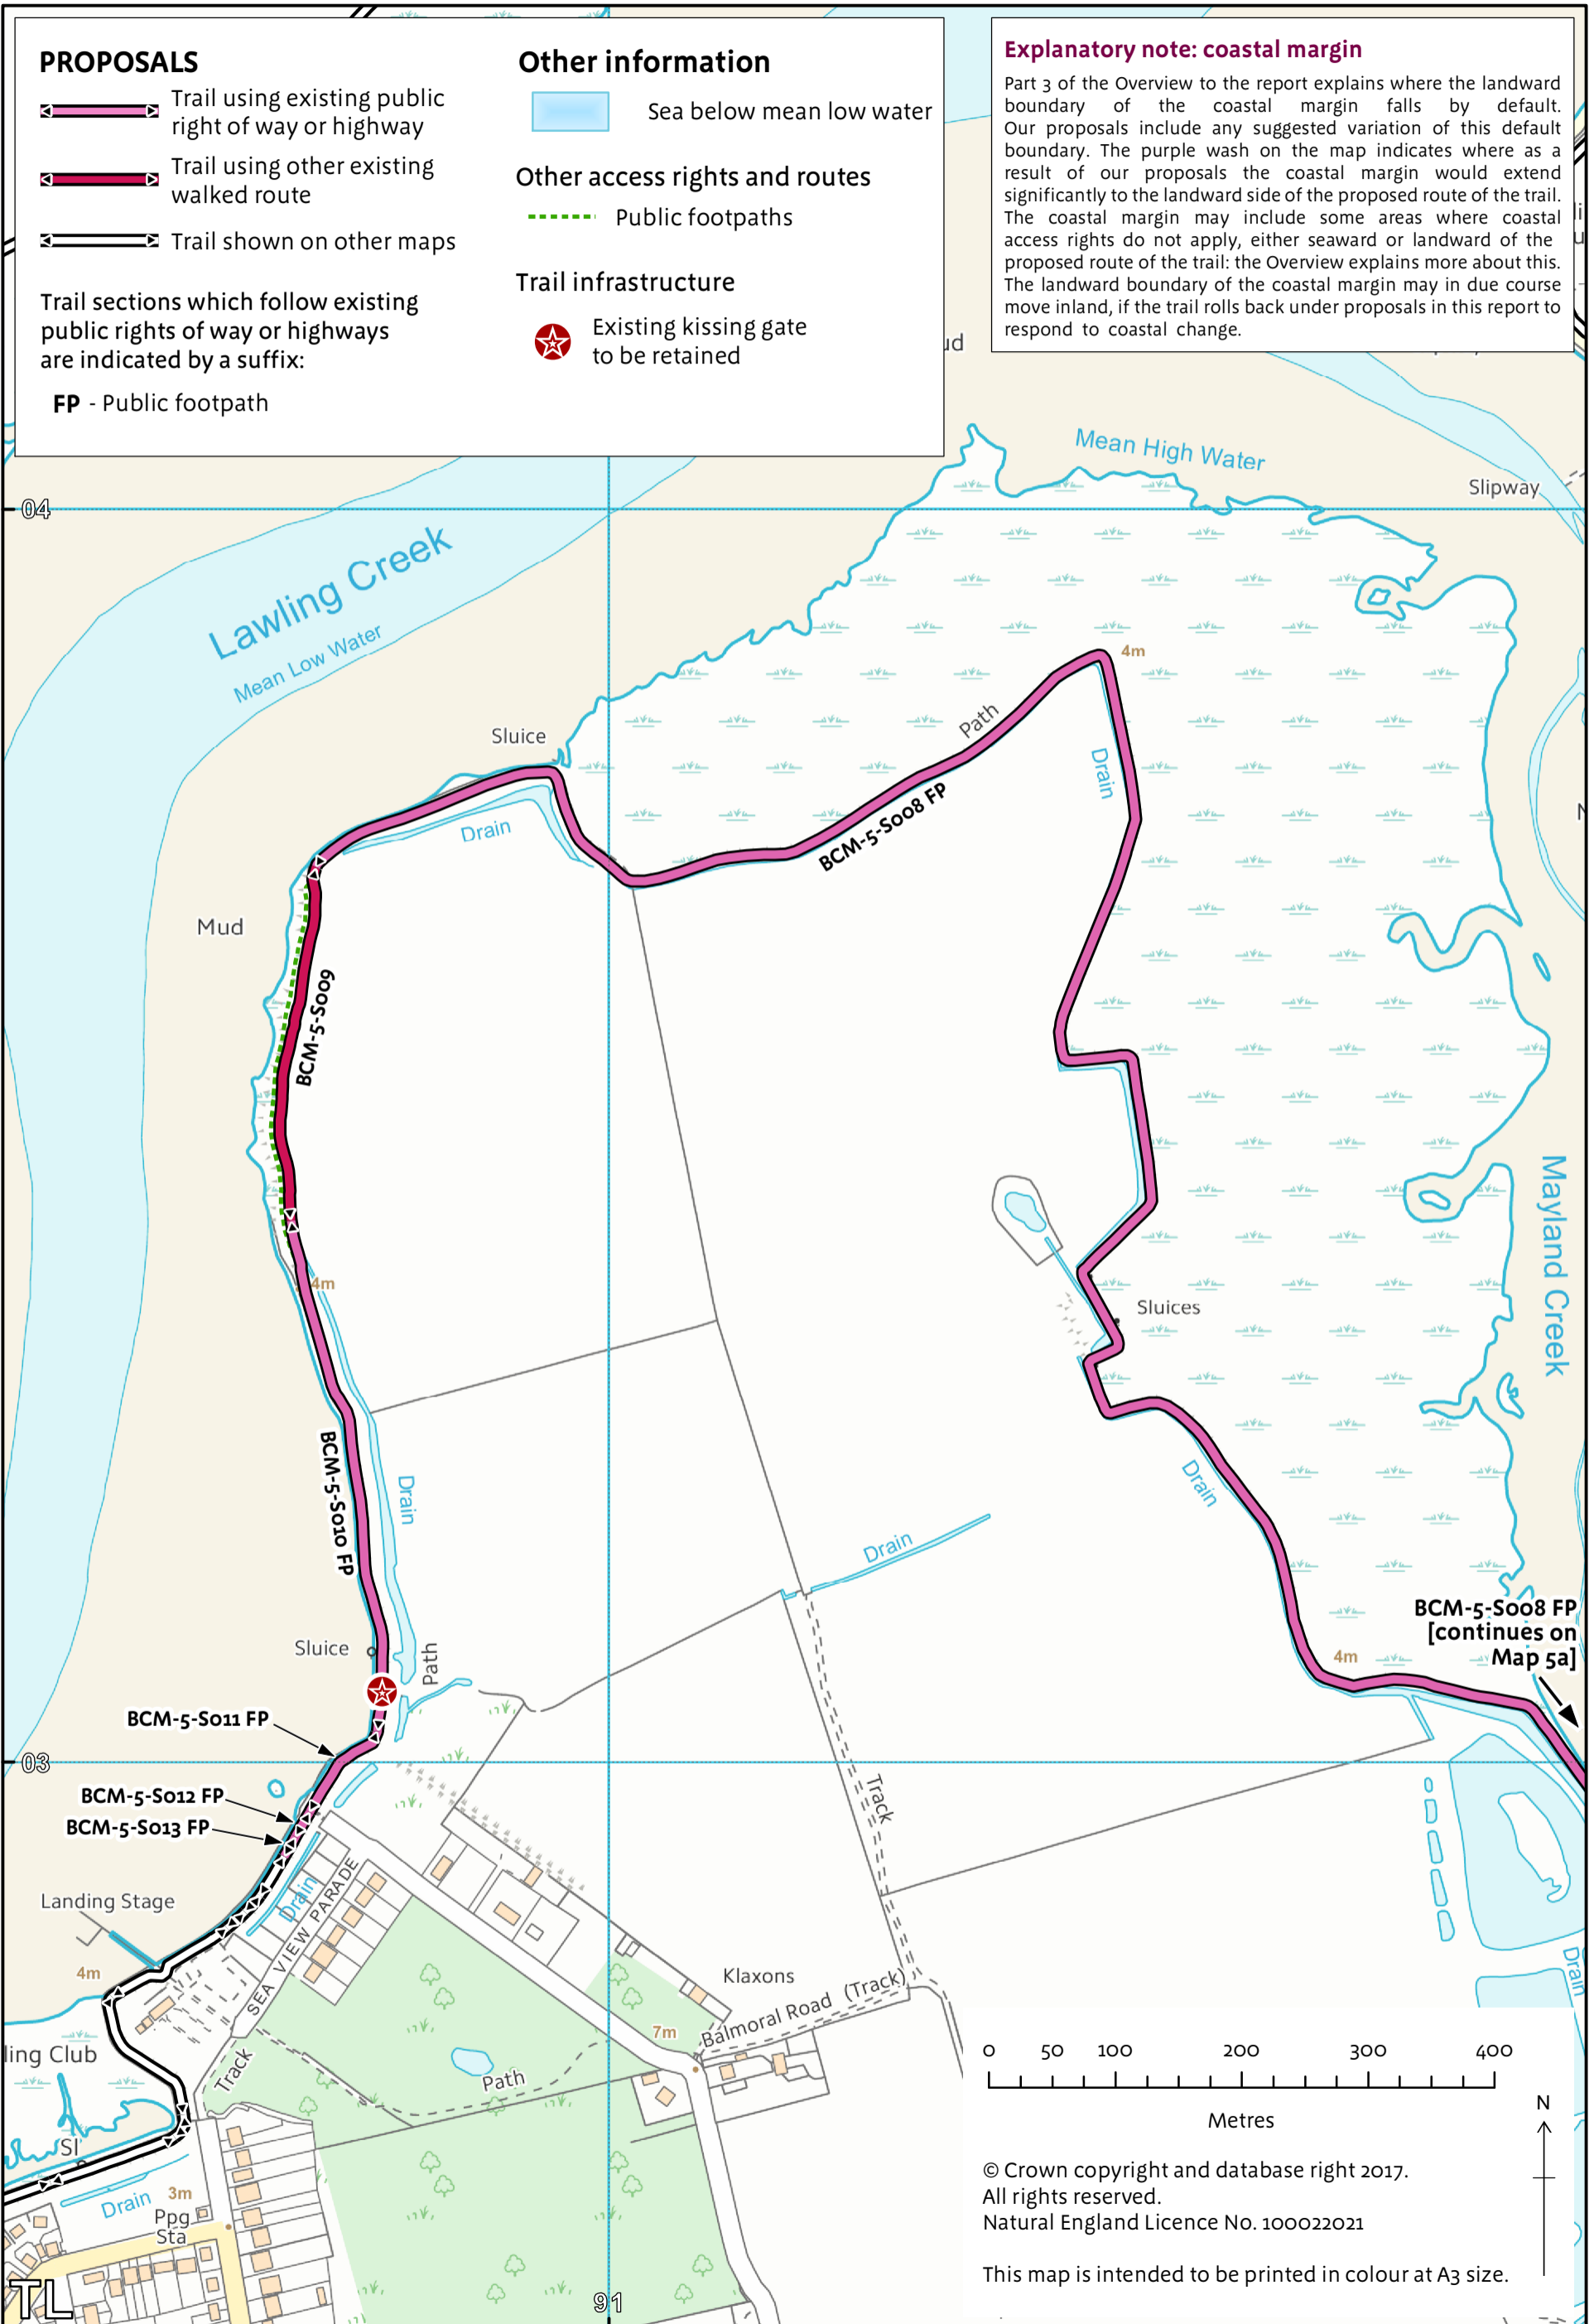 PROPOSALS
Trail using existing public
right of way or highway
Trail using other existing
walked route
Trail shown on other maps
Trail sections which follow existing
public rights of way or highways
are indicated by a suffix:
FP - Public footpath
Other information
Sea below mean low water
Other access rights and routes
Public footpaths
Trail infrastructure
Existing kissing gate
to be retained
Explanatory note: coastal margin
Part 3 of the Overview to the report explains where the landward
boundary of the coastal margin falls by default.
Our proposals include any suggested variation of this default
boundary. The purple wash on the map indicates where as a
result of our proposals the coastal margin would extend
significantly to the landward side of the proposed route of the trail.
The coastal margin may include some areas where coastal
access rights do not apply, either seaward or landward of the
proposed route of the trail: the Overview explains more about this.
The landward boundary of the coastal margin may in due course
move inland, if the trail rolls back under proposals in this report to
respond to coastal change.
ud
Mean High Water
Slipway
04
Lawling Creek
Mean Low Water
4m
Path
Sluice
Drain
Drain
BCM-5-S008 FP
Mud
BCM-5-S009
Mayland Creek
4m
Sluices
BCM-5-S010 FP
Drain
Drain
Drain
BCM-5-S008 FP
[continues on
Map 5a]
4m
Sluice
Path
BCM-5-S011 FP
03
BCM-5-S012 FP
BCM-5-S013 FP
Track
Landing Stage
Drain
SEA VIEW PARADE
4m
Klaxons
Balmoral Road (Track)
Drain
7m
ling Club
Track
Path
Sl
Drain
3m
Ppg
Sta
TL
91
0 50 100 200 300 400
Metres
N
© Crown copyright and database right 2017.
All rights reserved.
Natural England Licence No. 100022021
This map is intended to be printed in colour at A3 size.